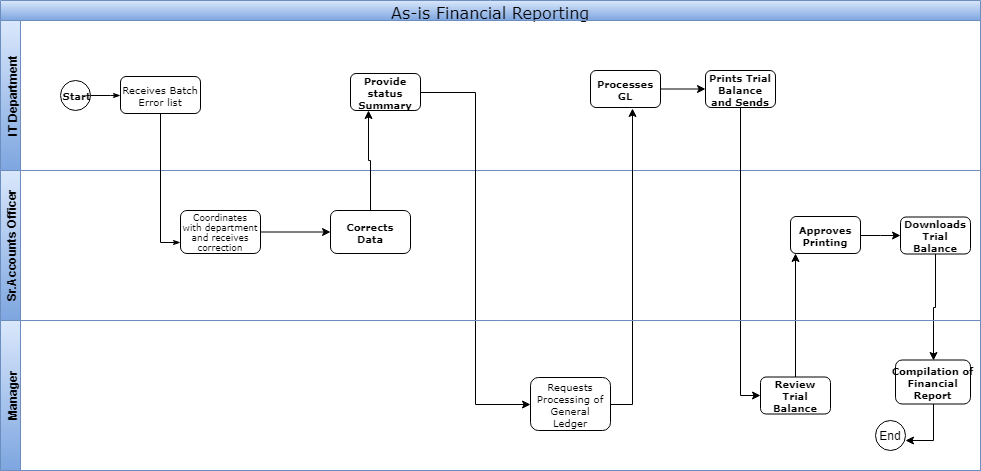 As-is Financial Reporting
IT Department
Start
Receives Batch
Error list
Provide
status
Summary
Processes
GL
Prints Trial
Balance
and Sends
Sr.Accounts Officer
Coordinates
with department
and receives
correction
Corrects
Data
Approves
Printing
Downloads
Trial
Balance
Manager
Requests
Processing of
General
Ledger
Review
Trial
Balance
Compilation of
Financial
Report
End